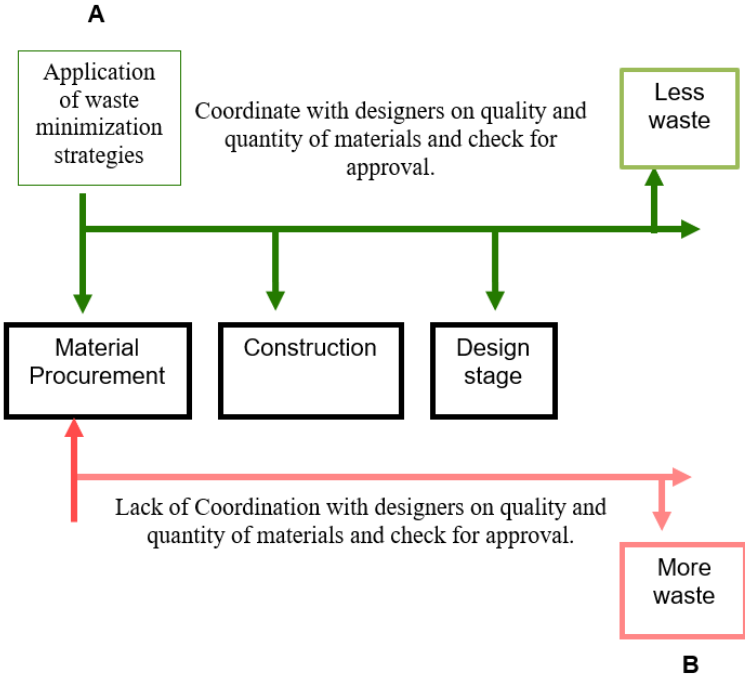 A
Application
of waste
minimization
strategies
Coordinate with designers on quality and
quantity of materials and check for
approval.
Less
waste
Material
Procurement
Construction
Design
stage
Lack of Coordination with designers on quality and
quantity of materials and check for approval.
More
waste
B